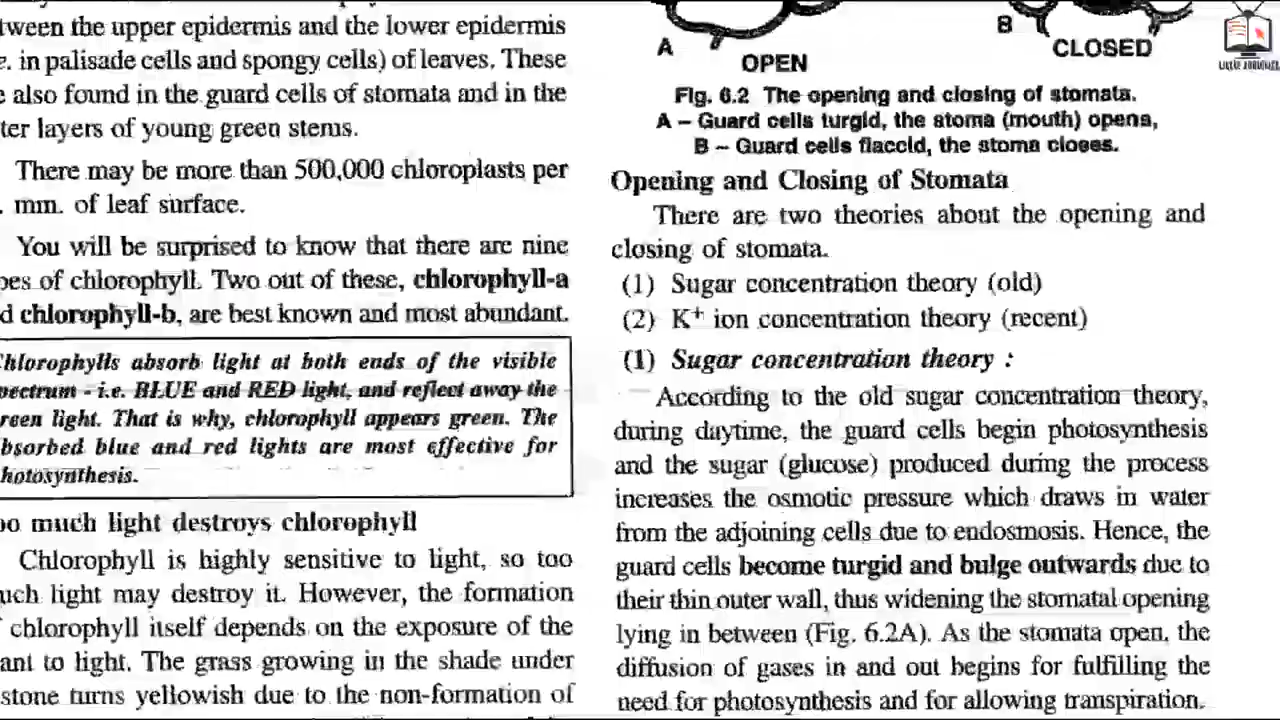 tween the upper epidermis and the lower epidermis
e. in palisade cells and spongy cells) of leaves. These
e also found in the guard cells of stomata and in the
ter layers of young green stems.
There may be more than 500,000 chloroplasts per
. mm. of leaf surface.
You will be surprised to know that there are nine
pes of chlorophyll. Two out of these, chlorophyll-a
d chlorophyll-b, are best known and most abundant.
hlorophylls absorb light at both ends of the visible
pectrum - i.e. BLUE and RED light, and reflect away the
reen light. That is why, chlorophyll appears green. The
bsorbed blue and red lights are most effective for
hotosynthesis.
oo much light destroys chlorophyll
Chlorophyll is highly sensitive to light, so too
uch light may destroy it. However, the formation
chlorophyll itself depends on the exposure of the
ant to light. The grass growing in the shade under
stone turns yellowish due to the non-formation of
A OPEN
B CLOSED
Fig. 6.2 The opening and closing of stomata.
A – Guard cells turgid, the stoma (mouth) opens,
B – Guard cells flaccid, the stoma closes.
Opening and Closing of Stomata
There are two theories about the opening and
closing of stomata.
(1) Sugar concentration theory (old)
(2) K+ ion concentration theory (recent)
(1) Sugar concentration theory :
According to the old sugar concentration theory,
during daytime, the guard cells begin photosynthesis
and the sugar (glucose) produced during the process
increases the osmotic pressure which draws in water
from the adjoining cells due to endosmosis. Hence, the
guard cells become turgid and bulge outwards due to
their thin outer wall, thus widening the stomatal opening
lying in between (Fig. 6.2A). As the stomata open, the
diffusion of gases in and out begins for fulfilling the
need for photosynthesis and for allowing transpiration.